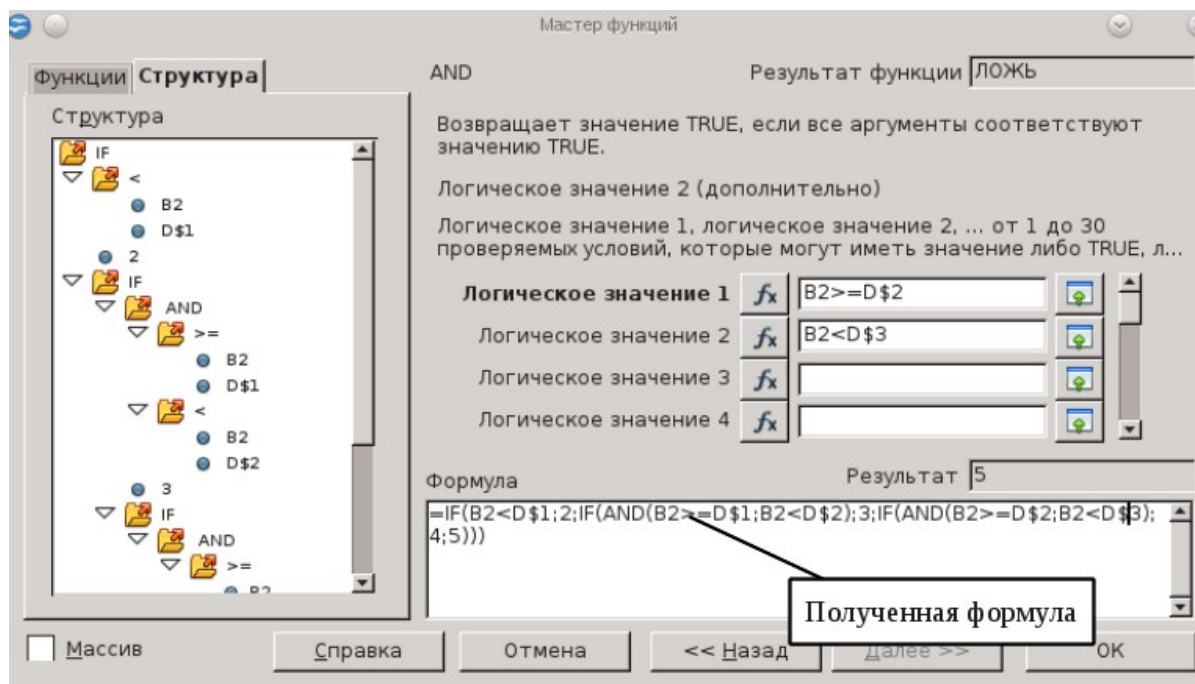 Мастер функций
Функции Структура
AND
Результат функции ЛОЖЬ
Структура
IF
<
B2
D$1
2
IF
AND
>=
B2
D$1
<
B2
D$2
3
IF
AND
>=
B2
Возвращает значение TRUE, если все аргументы соответствуют
значению TRUE.
Логическое значение 2 (дополнительно)
Логическое значение 1, логическое значение 2, ... от 1 до 30
проверяемых условий, которые могут иметь значение либо TRUE, л...
Логическое значение 1 fx B2>=D$2
Логическое значение 2 fx B2<D$3
Логическое значение 3 fx
Логическое значение 4 fx
Формула
Результат 5
=IF(B2<D$1;2;IF(AND(B2>=D$1;B2<D$2);3;IF(AND(B2>=D$2;B2<D$3);
4;5)))
Полученная формула
Массив
Справка
Отмена
<< Назад
Далее >>
OK